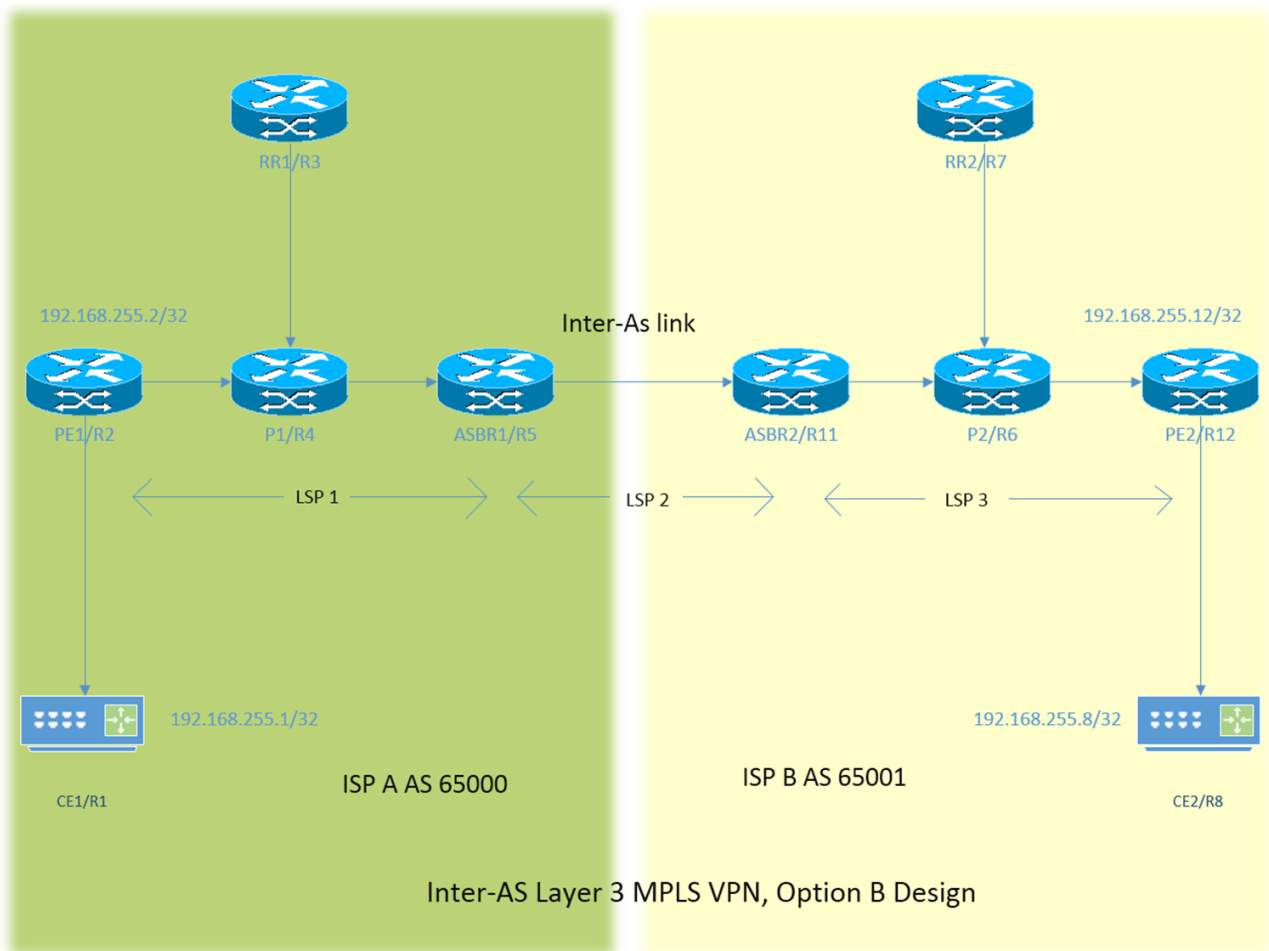 RR1/R3
RR2/R7
192.168.255.2/32
Inter-As link
192.168.255.12/32
PE1/R2
P1/R4
ASBR1/R5
ASBR2/R11
P2/R6
PE2/R12
LSP 1
LSP 2
LSP 3
192.168.255.1/32
192.168.255.8/32
ISP A AS 65000
ISP B AS 65001
CE1/R1
CE2/R8
Inter-AS Layer 3 MPLS VPN, Option B Design